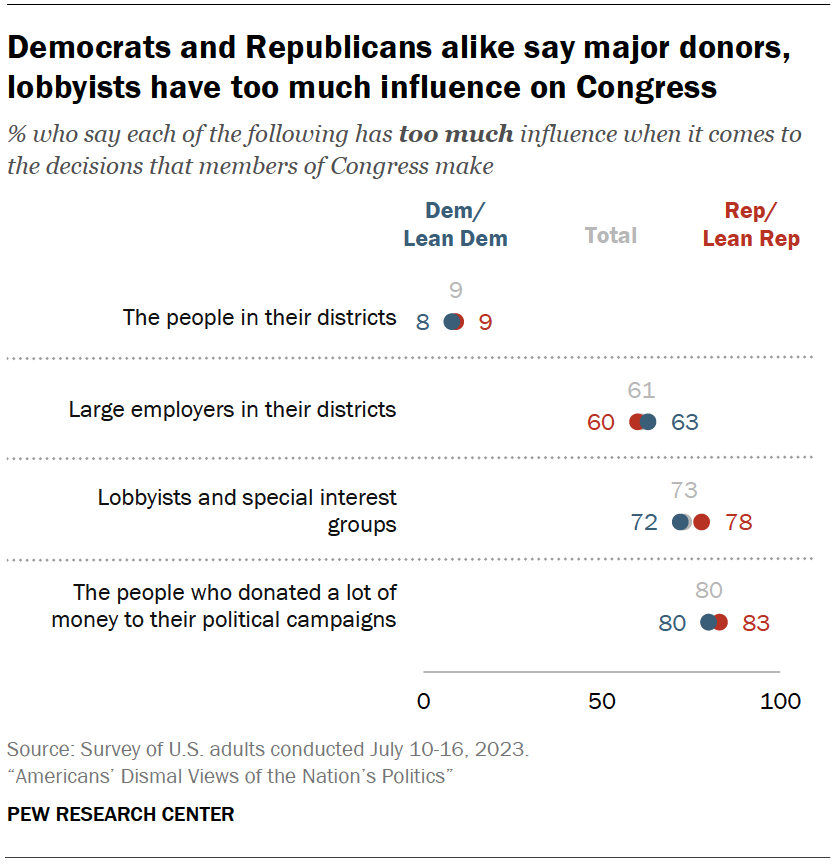 Democrats and Republicans alike say major donors,
lobbyists have too much influence on Congress
% who say each of the following has too much influence when it comes to
the decisions that members of Congress make
Dem/
Lean Dem
Total
Rep/
Lean Rep
9
The people in their districts 8 9
61
Large employers in their districts 60 63
73
Lobbyists and special interest
groups
72 78
80
The people who donated a lot of
money to their political campaigns
80 83
0 50 100
Source: Survey of U.S. adults conducted July 10-16, 2023.
“Americans’ Dismal Views of the Nation’s Politics”
PEW RESEARCH CENTER